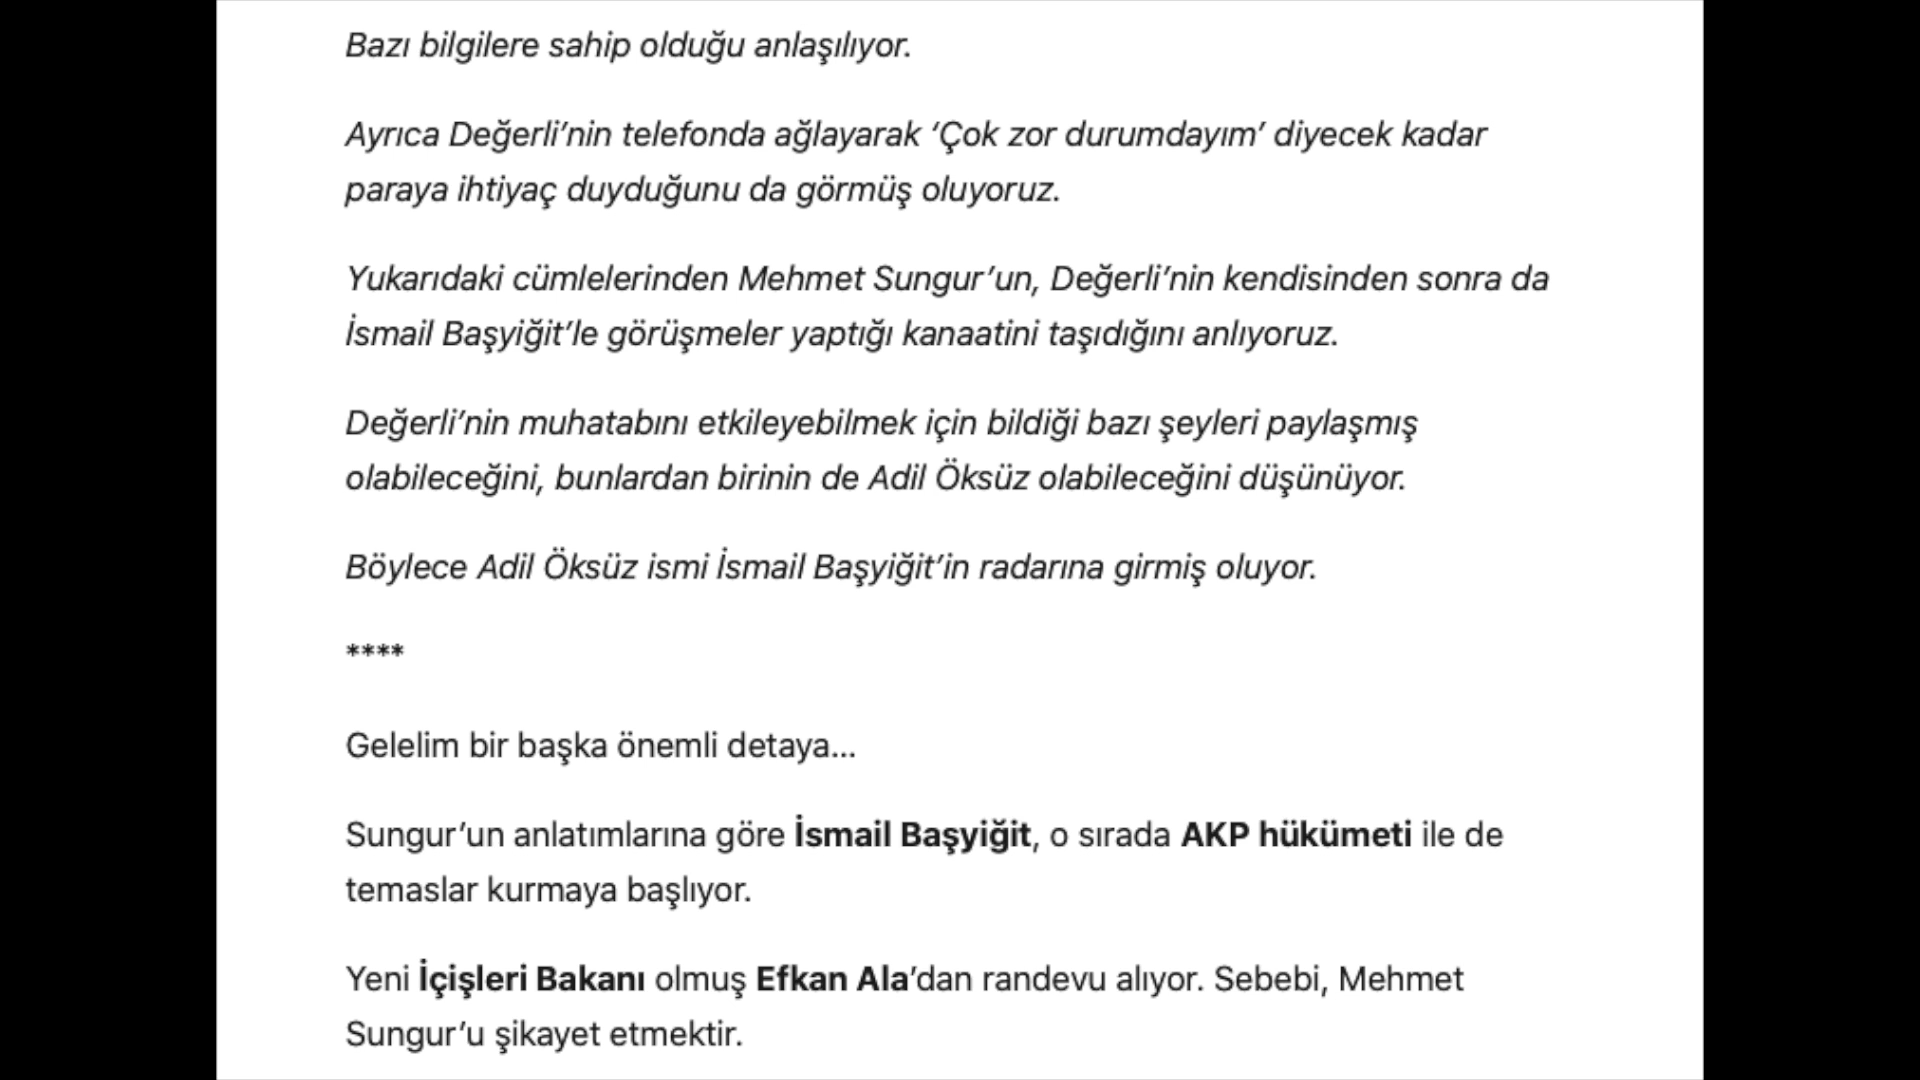 Bazı bilgilere sahip olduğu anlaşılıyor.
Ayrıca Değerli’nin telefonda ağlayarak ‘Çok zor durumdayım’ diyecek kadar
paraya ihtiyaç duyduğunu da görmüş oluyoruz.
Yukarıdaki cümlelerinden Mehmet Sungur’un, Değerli’nin kendisinden sonra da
İsmail Başyiğit’le görüşmeler yaptığı kanaatini taşıdığını anlıyoruz.
Değerli’nin muhatabını etkileyebilmek için bildiği bazı şeyleri paylaşmış
olabileceğini, bunlardan birinin de Adil Öksüz olabileceğini düşünüyor.
Böylece Adil Öksüz ismi İsmail Başyiğit’in radarına girmiş oluyor.
****
Gelelim bir başka önemli detaya...
Sungur’un anlatımlarına göre İsmail Başyiğit, o sırada AKP hükümeti ile de
temaslar kurmaya başlıyor.
Yeni İçişleri Bakanı olmuş Efkan Ala’dan randevu alıyor. Sebebi, Mehmet
Sungur’u şikayet etmektir.